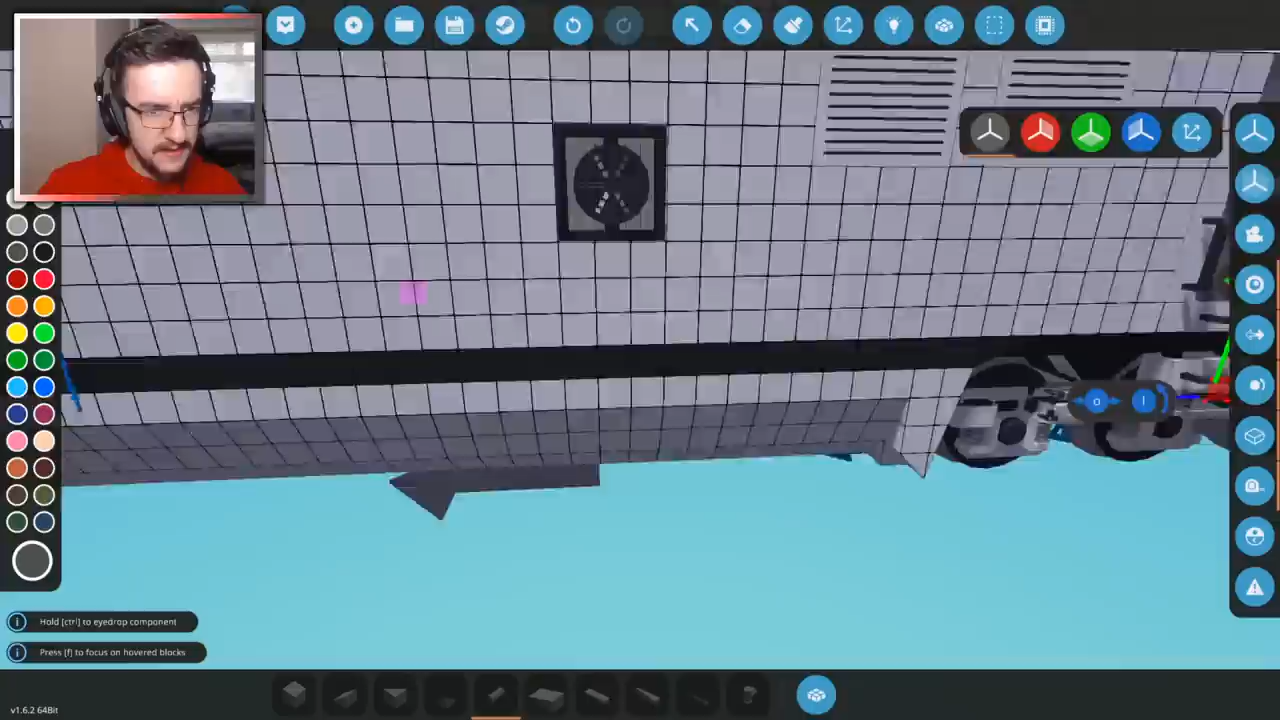 Hold [ctrl] to eyedrop component
Press [f] to focus on hovered blocks
v1.6.2 64Bit